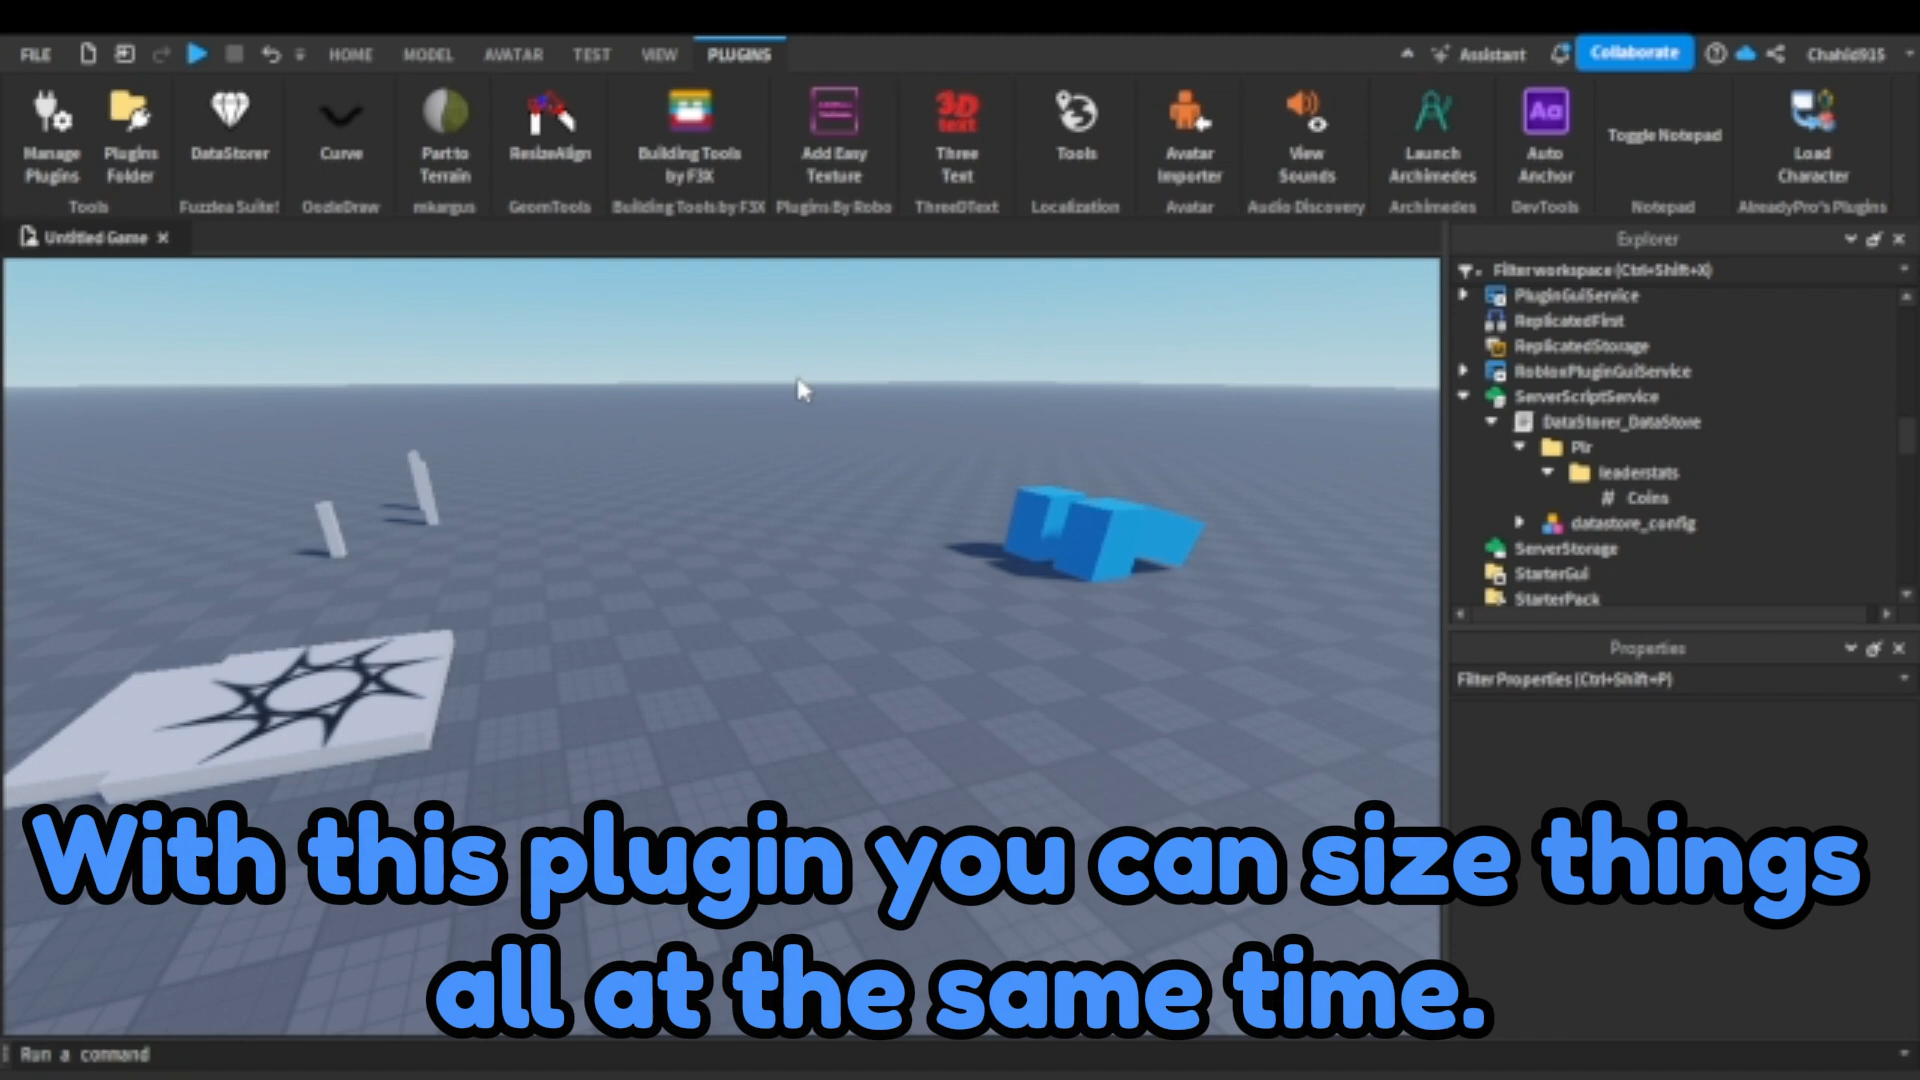 FILE HOME MODEL AVATAR TEST VIEW PLUGINS Assistant Collaborate Chahid915
Manage Plugins
Plugins Folder
DataStorer
Curve
Part to Terrain
ResizeAlign
Building Tools by F3X
Add Easy Texture
3D text
Three Text
Tools
Avatar Importer
View Sounds
Launch Archimedes
Aa
Auto Anchor
Toggle Notepad
Load Character
Tools Fuzzlea Suite! OozleDraw mkargus GeomTools Building Tools by F3X Plugins By Robo ThreeDText Localization Avatar Audio Discovery Archimedes DevTools Notepad AlreadyPro's Plugins
Untitled Game
Explorer
Filter workspace (Ctrl+Shift+X)
PluginGuiService
ReplicatedFirst
ReplicatedStorage
RobloxPluginGuiService
ServerScriptService
DataStorer_DataStore
Plr
leaderstats
# Coins
datastore_config
ServerStorage
StarterGui
StarterPack
Properties
Filter Properties (Ctrl+Shift+P)
With this plugin you can size things
all at the same time.
Run a command